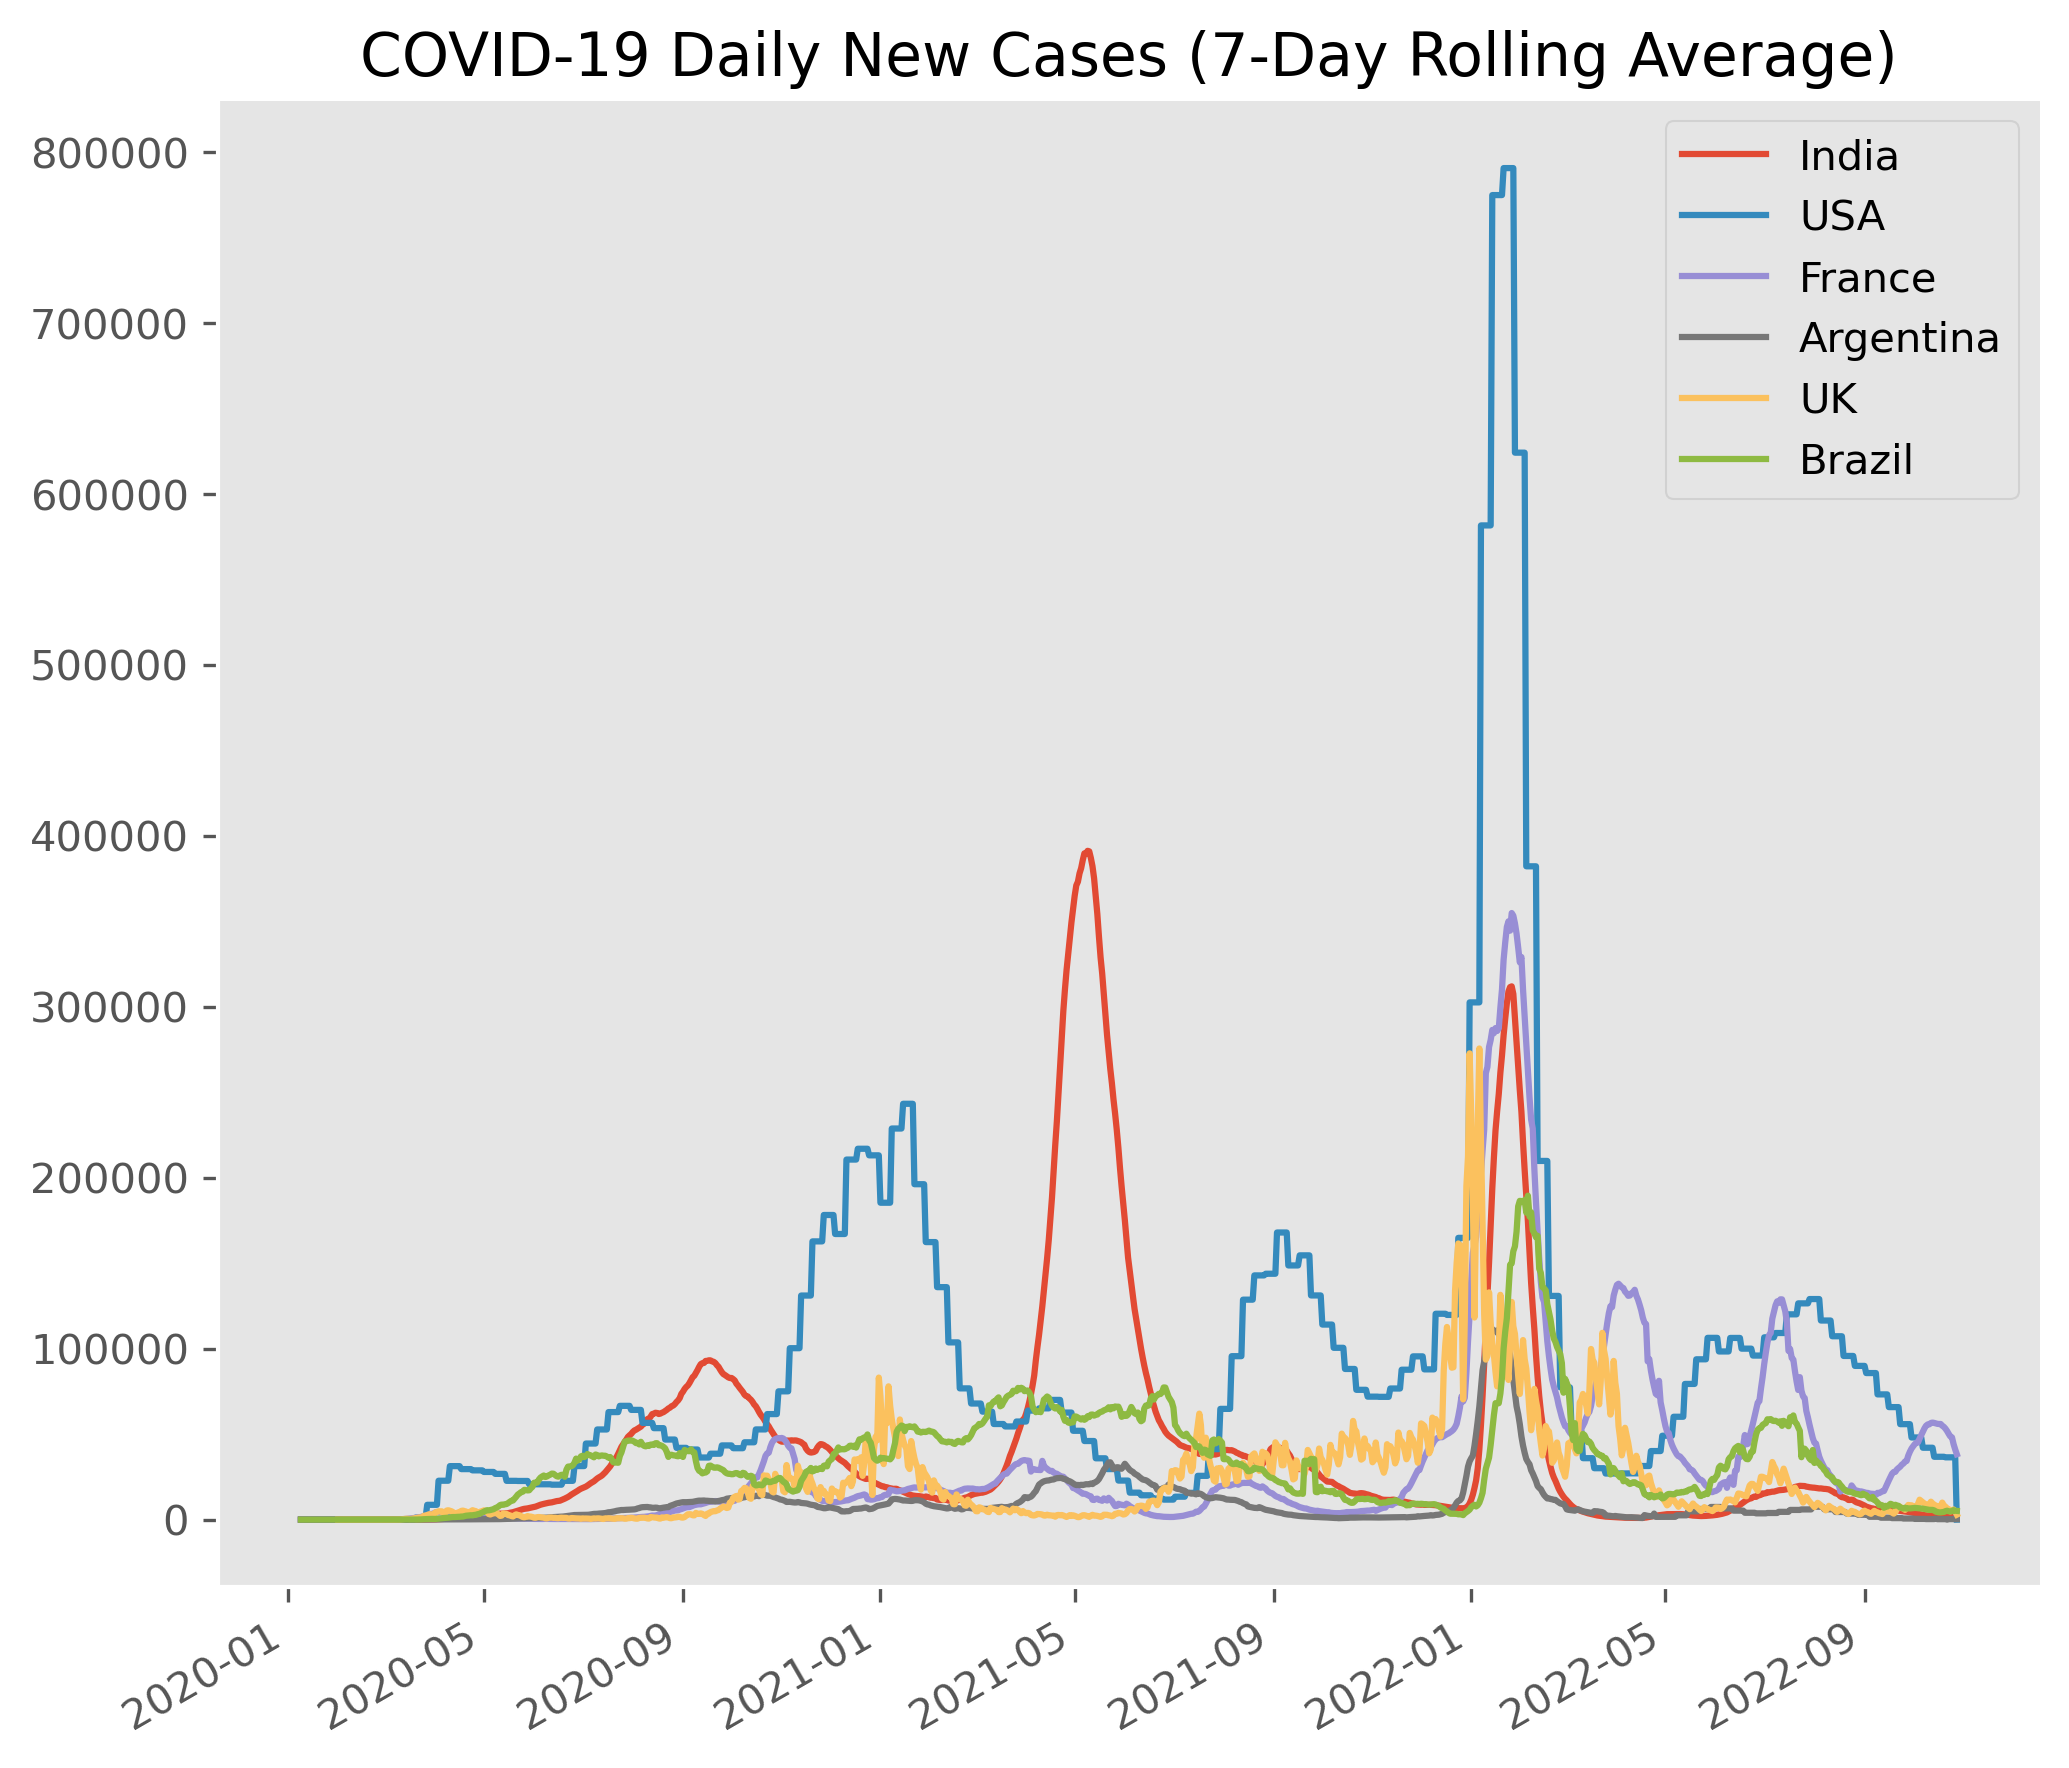 COVID-19 Daily New Cases (7-Day Rolling Average)
India
USA
France
Argentina
UK
Brazil
800000
700000
600000
500000
400000
300000
200000
100000
0
2020-01
2020-05
2020-09
2021-01
2021-05
2021-09
2022-01
2022-05
2022-09